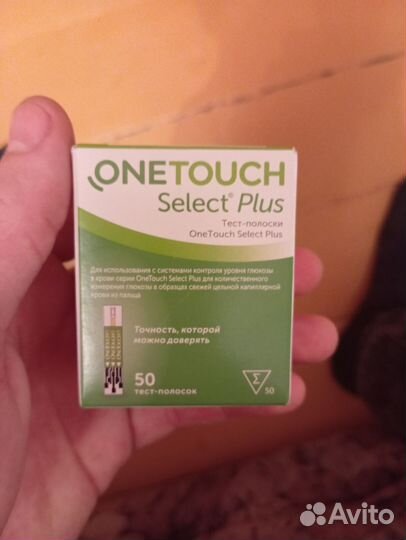 ONETOUCH
Select® Plus
Тест-полоски
OneTouch Select Plus
Для использования с системами контроля уровня глюкозы
в крови серии OneTouch Select Plus для количественного
измерения глюкозы в образцах свежей цельной капиллярной
крови из пальца
Точность, которой
можно доверять
50
тест-полосок
Σ
50
Avito